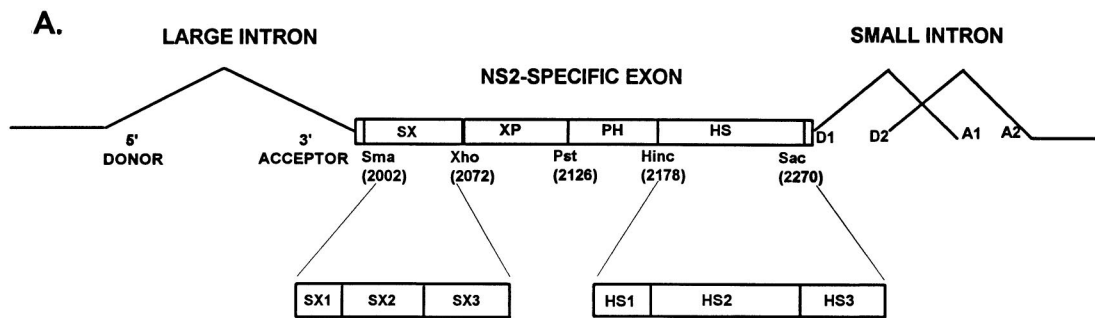 A.
LARGE INTRON
SMALL INTRON
NS2-SPECIFIC EXON
5'
DONOR
3'
ACCEPTOR
SX
XP
PH
HS
D1
D2
A1
A2
Sma
(2002)
Xho
(2072)
Pst
(2126)
Hinc
(2178)
Sac
(2270)
SX1
SX2
SX3
HS1
HS2
HS3